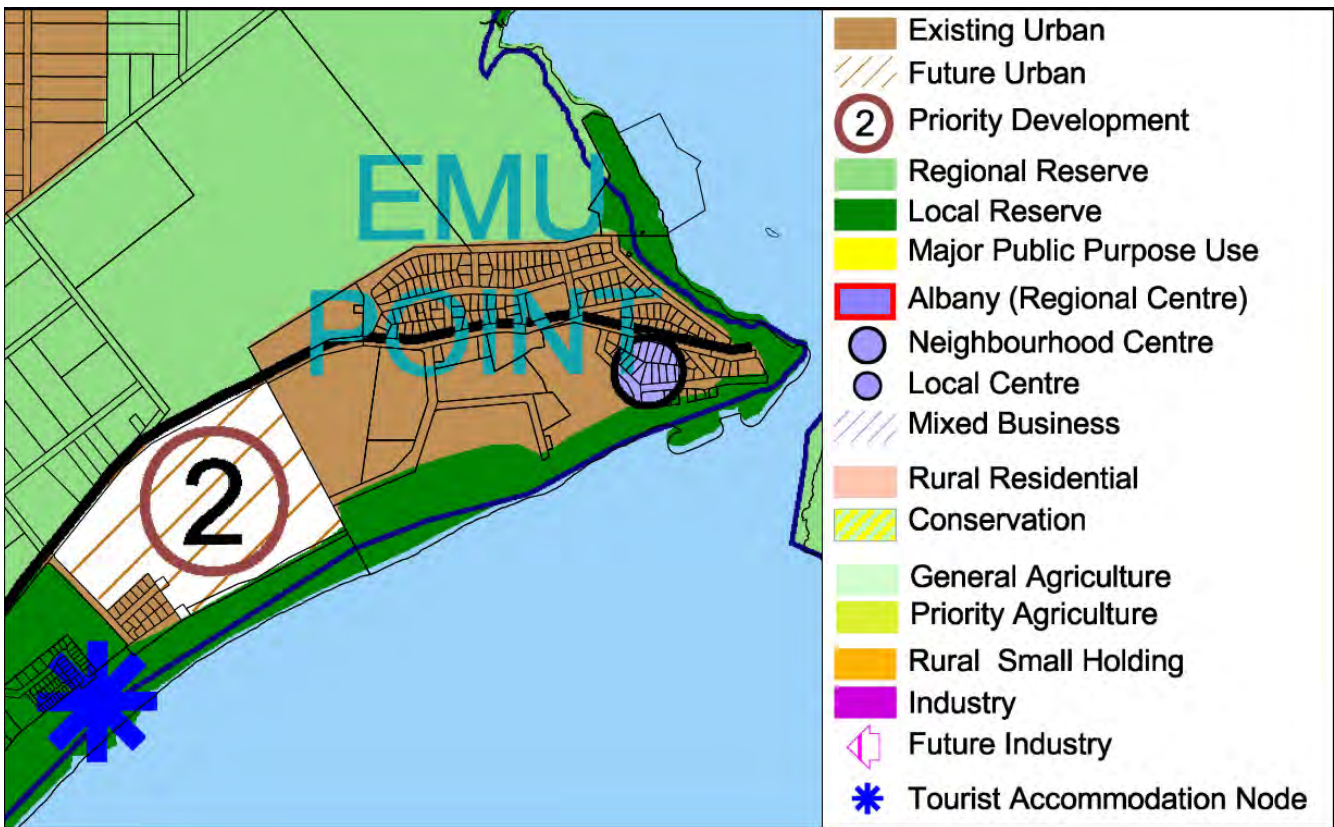 EMU
POINT
2
Existing Urban
Future Urban
2 Priority Development
Regional Reserve
Local Reserve
Major Public Purpose Use
Albany (Regional Centre)
Neighbourhood Centre
Local Centre
Mixed Business
Rural Residential
Conservation
General Agriculture
Priority Agriculture
Rural Small Holding
Industry
Future Industry
Tourist Accommodation Node